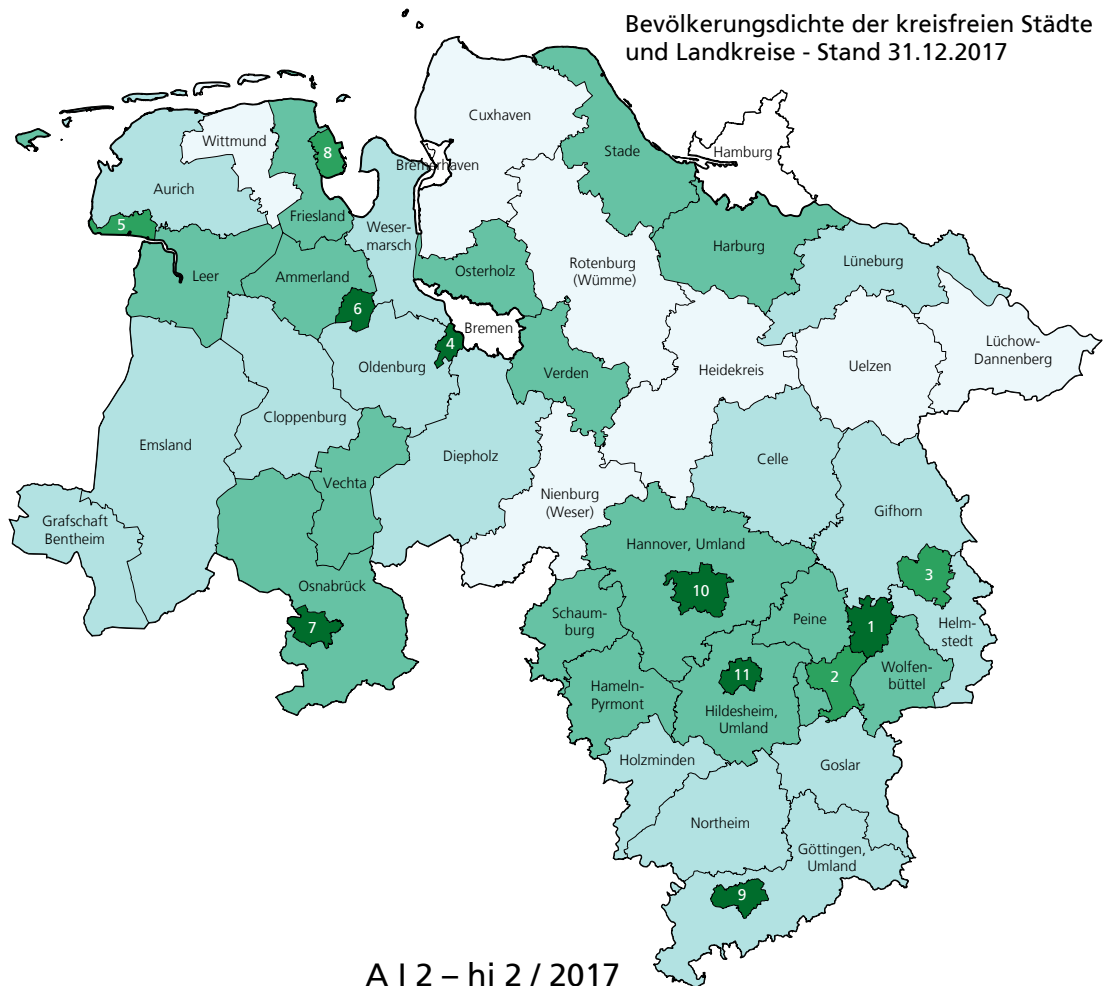 Bevölkerungsdichte der kreisfreien Städte
und Landkreise - Stand 31.12.2017
Cuxhaven
Wittmund
8
Stade
Hamburg
Bremerhaven
Aurich
Friesland
5
Weser-
marsch
Harburg
Lüneburg
Leer
Ammerland
Osterholz
Rotenburg
(Wümme)
6
Bremen
4
Lüchow-
Dannenberg
Oldenburg
Verden
Heidekreis
Uelzen
Cloppenburg
Emsland
Diepholz
Celle
Vechta
Nienburg
(Weser)
Gifhorn
Grafschaft
Bentheim
Hannover, Umland
3
Osnabrück
10
Schaum-
burg
Peine
1
Helm-
stedt
7
11
2
Wolfen-
büttel
Hameln-
Pyrmont
Hildesheim,
Umland
Holzminden
Goslar
Northeim
Göttingen,
Umland
9
A I 2 – hj 2 / 2017